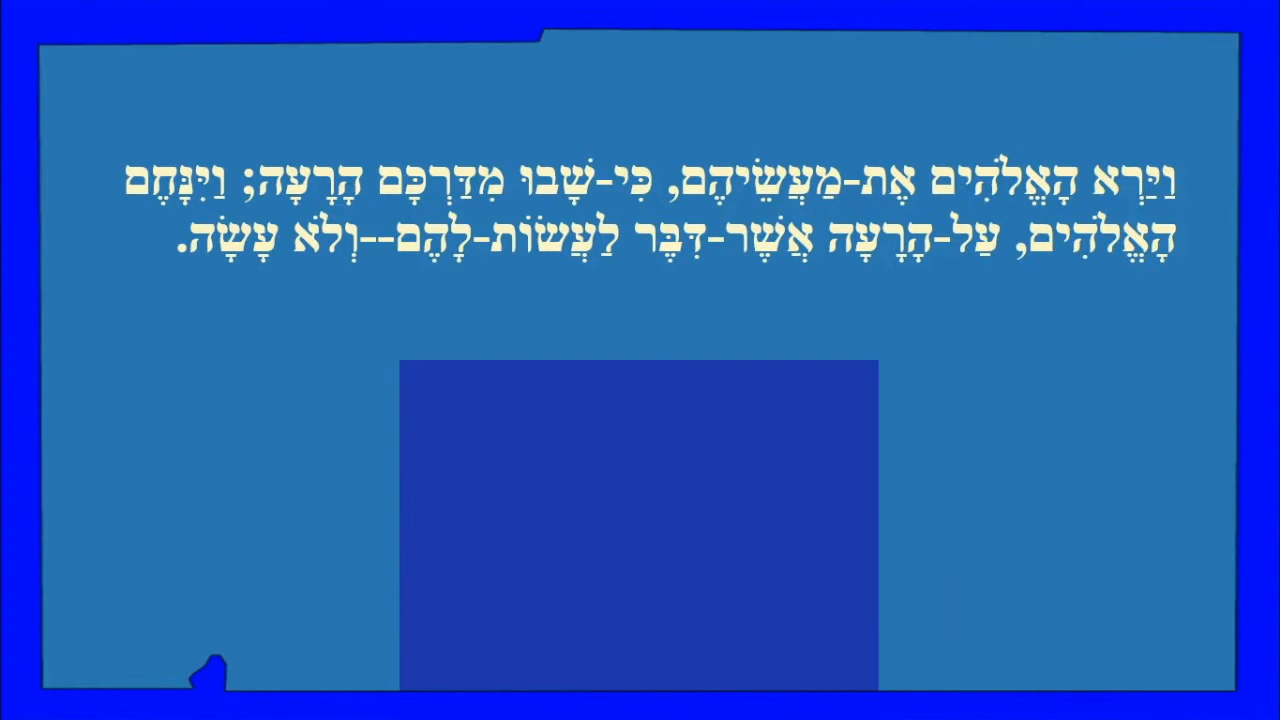 וַיַּרְא הָאֱלֹהִים אֶת-מַעֲשֵׂיהֶם, כִּי-שָׁבוּ מִדַּרְכָּם הָרָעָה; וַיִּנָּחֶם
הָאֱלֹהִים, עַל-הָרָעָה אֲשֶׁר-דִּבֶּר לַעֲשׂוֹת-לָהֶם--וְלֹא עָשָׂה.